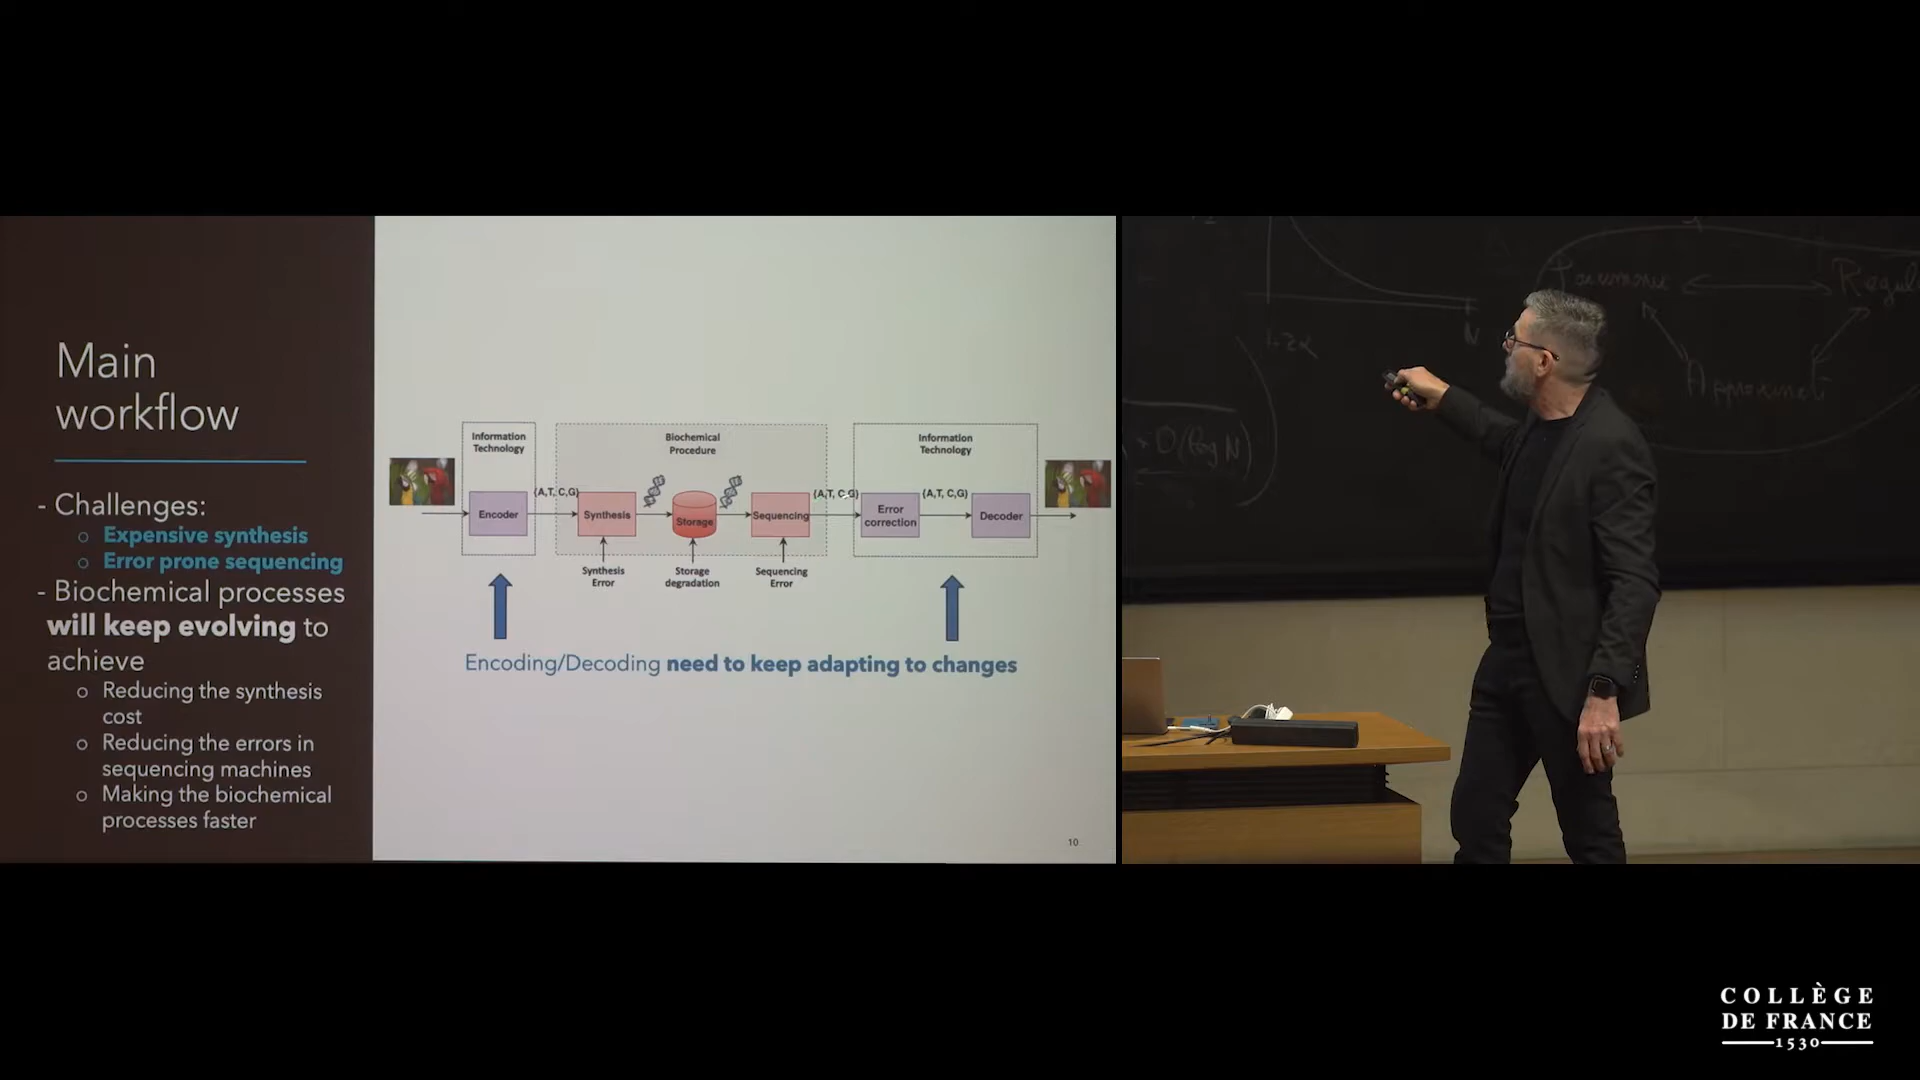 Main
workflow
- Challenges:
o Expensive synthesis
o Error prone sequencing
- Biochemical processes
will keep evolving to
achieve
o Reducing the synthesis
cost
o Reducing the errors in
sequencing machines
o Making the biochemical
processes faster
Information
Technology
Encoder
{A,T,C,G}
Biochemical
Procedure
Synthesis
Storage
Sequencing
Synthesis
Error
Storage
degradation
Sequencing
Error
{A,T, C,G}
Information
Technology
Error
correction
{A,T, C,G}
Decoder
Encoding/Decoding need to keep adapting to changes
10
N
+ O(log N)
COLLÈGE
DE FRANCE
1530